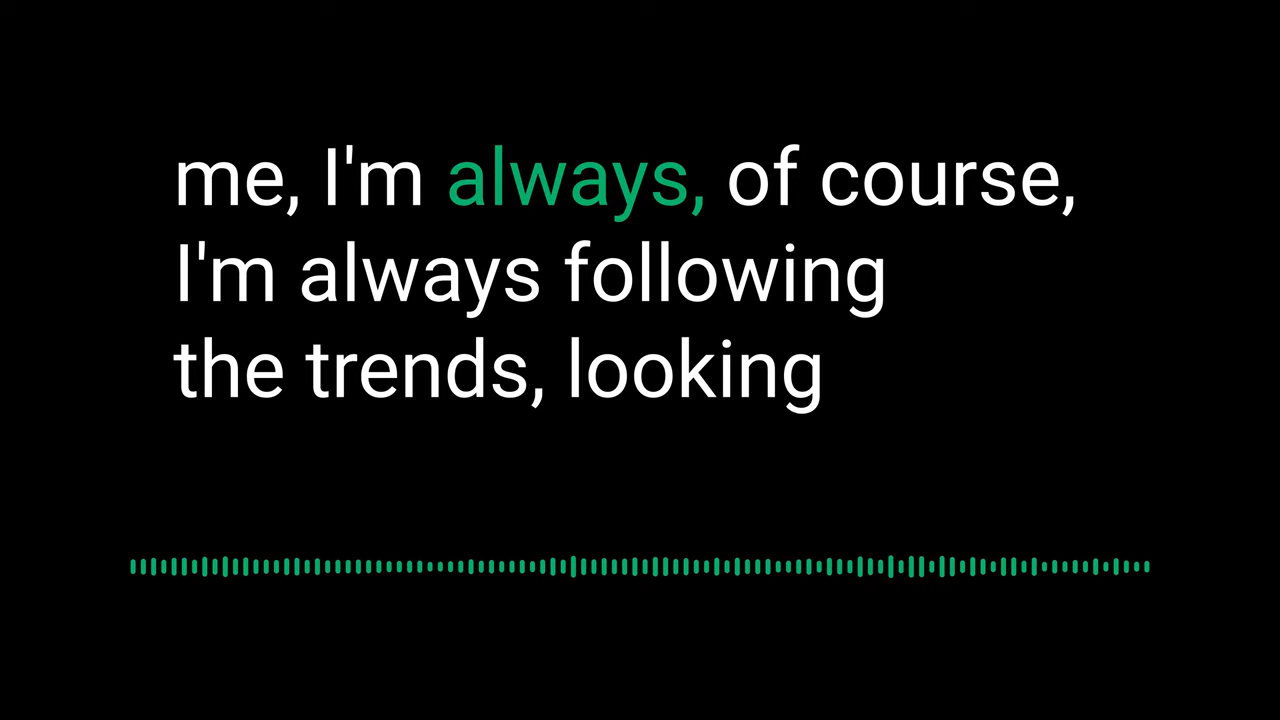 me, I'm always, of course,
I'm always following
the trends, looking